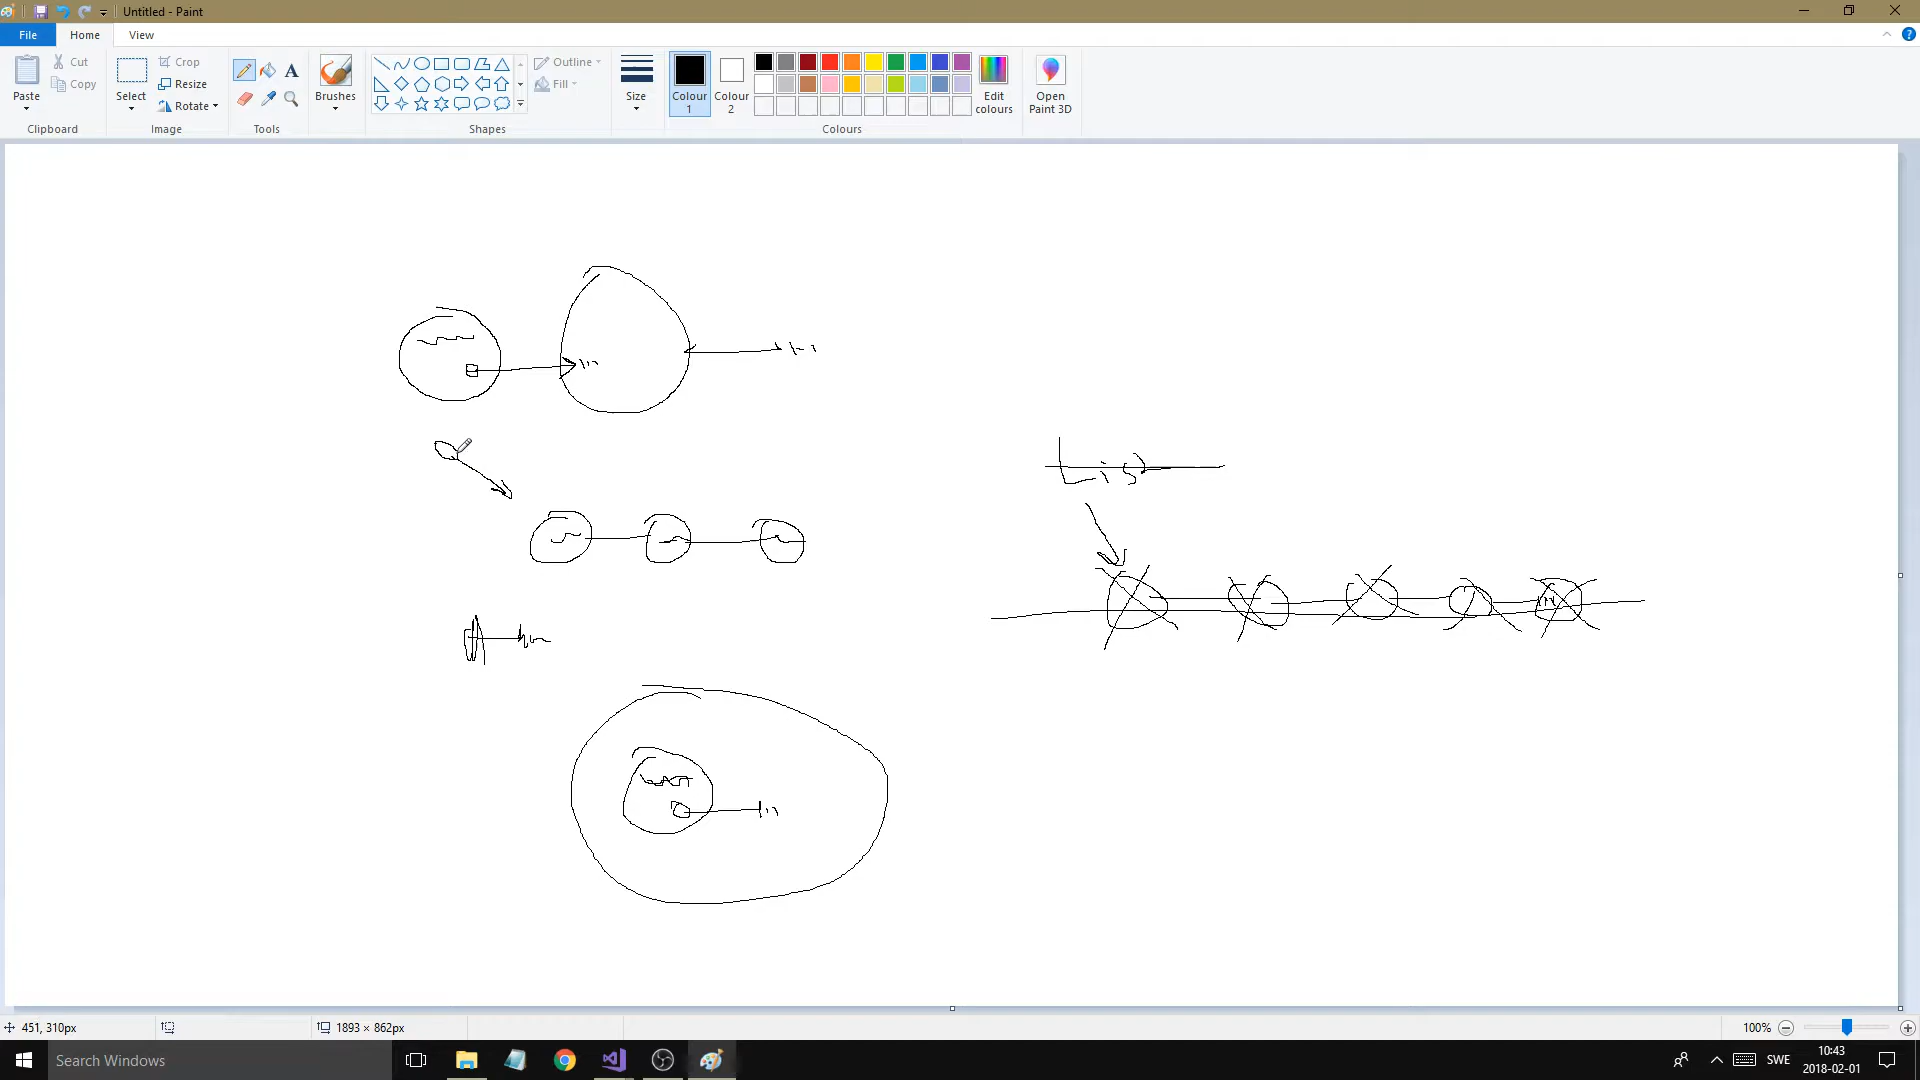 Untitled - Paint
File Home View
Paste
Cut
Copy
Clipboard
Select
Crop
Resize
Rotate
Image
Tools
Brushes
Shapes
Outline
Fill
Size
Colour 1
Colour 2
Colours
Edit colours
Open Paint 3D
Lis
451, 310px
1893 × 862px
100%
Search Windows
SWE
10:43
2018-02-01